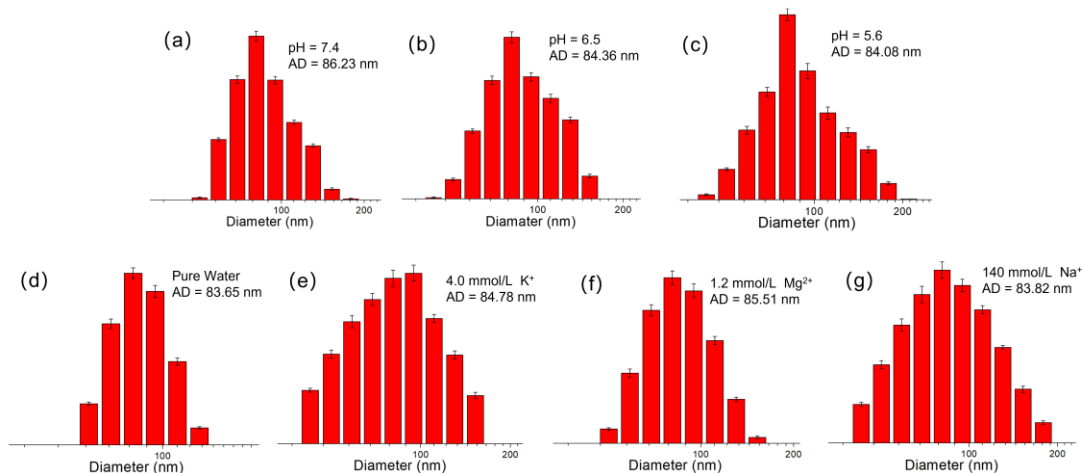 (a)
pH = 7.4
AD = 86.23 nm
100
200
Diameter (nm)
(b)
pH = 6.5
AD = 84.36 nm
100
200
Diamater (nm)
(c)
pH = 5.6
AD = 84.08 nm
100
200
Diameter (nm)
(d)
Pure Water
AD = 83.65 nm
100
Diameter (nm)
(e)
4.0 mmol/L K⁺
AD = 84.78 nm
100
200
Diameter (nm)
(f)
1.2 mmol/L Mg²⁺
AD = 85.51 nm
100
200
Diameter (nm)
(g)
140 mmol/L Na⁺
AD = 83.82 nm
100
200
Diameter (nm)